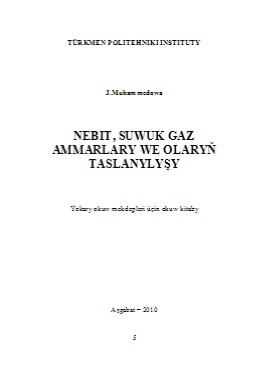 TÜRKMEN POLITEHNIKI INSTITUTY
J.Muhammedowa
NEBIT, SUWUK GAZ
AMMARLARY WE OLARYŇ
TASLANYLYŞY
Ýokary okuw mekdepleri üçin okuw kitaby
Aşgabat – 2010
5